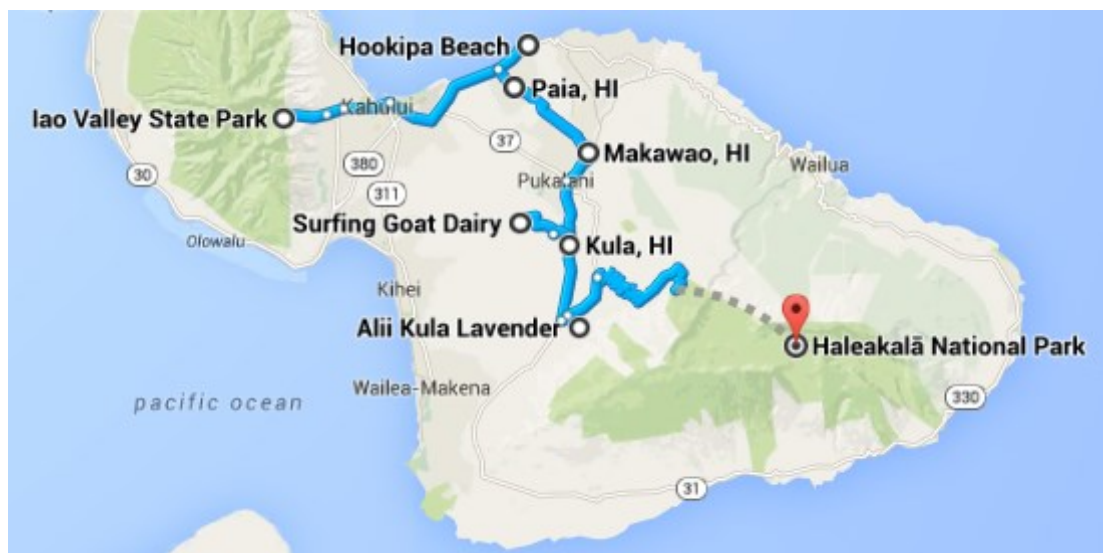 Hookipa Beach
Paia, HI
Kahului
Iao Valley State Park
37
Makawao, HI
Wailua
380
30
Pukalani
311
Surfing Goat Dairy
Olowalu
Kula, HI
Kihei
Alii Kula Lavender
Haleakalā National Park
Wailea-Makena
330
pacific ocean
31